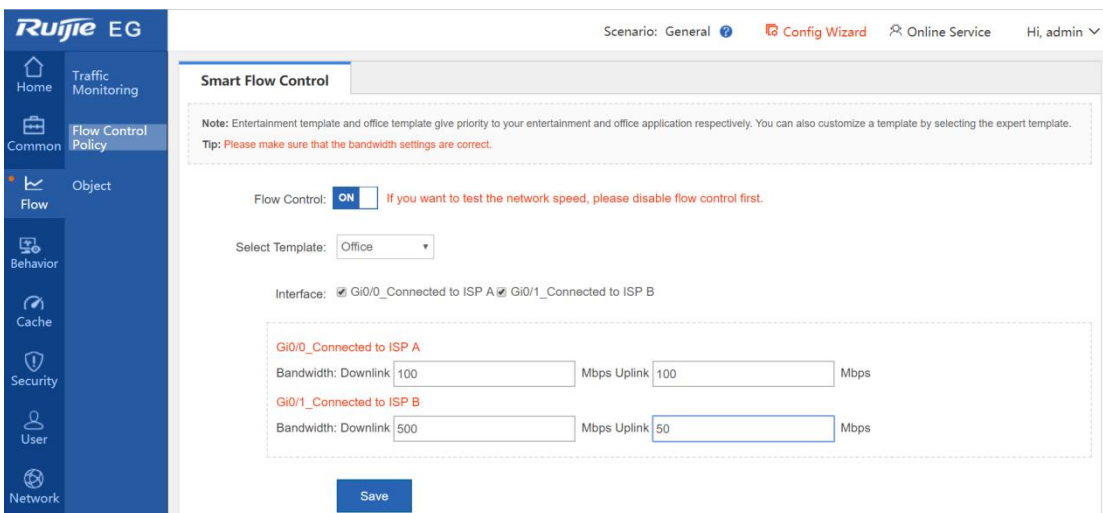 Ruijie EG
Scenario: General ? Config Wizard Online Service Hi, admin
Home
Common
Flow
Behavior
Cache
Security
User
Network
Traffic
Monitoring
Flow Control
Policy
Object
Smart Flow Control
Note: Entertainment template and office template give priority to your entertainment and office application respectively. You can also customize a template by selecting the expert template.
Tip: Please make sure that the bandwidth settings are correct.
Flow Control: ON If you want to test the network speed, please disable flow control first.
Select Template: Office
Interface: Gi0/0_Connected to ISP A Gi0/1_Connected to ISP B
Gi0/0_Connected to ISP A
Bandwidth: Downlink 100 Mbps Uplink 100 Mbps
Gi0/1_Connected to ISP B
Bandwidth: Downlink 500 Mbps Uplink 50 Mbps
Save